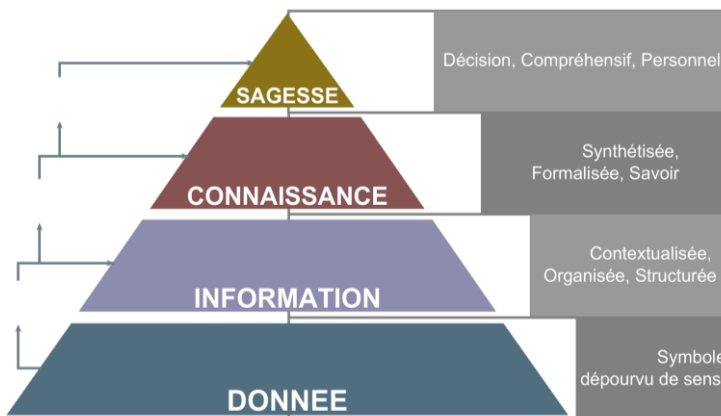 SAGESSE
Décision, Compréhensif, Personnel
CONNAISSANCE
Synthétisée,
Formalisée, Savoir
INFORMATION
Contextualisée,
Organisée, Structurée
DONNEE
Symbole
dépourvu de sens